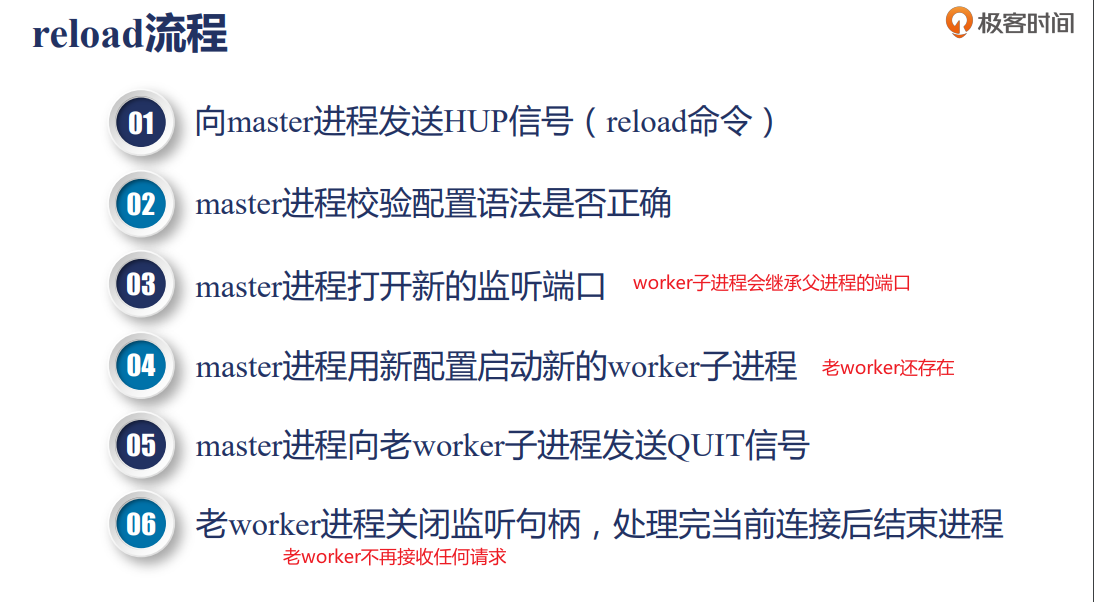 reload流程
极客时间
01 向master进程发送HUP信号（reload命令）
02 master进程校验配置语法是否正确
03 master进程打开新的监听端口 worker子进程会继承父进程的端口
04 master进程用新配置启动新的worker子进程 老worker还存在
05 master进程向老worker子进程发送QUIT信号
06 老worker进程关闭监听句柄，处理完当前连接后结束进程
老worker不再接收任何请求